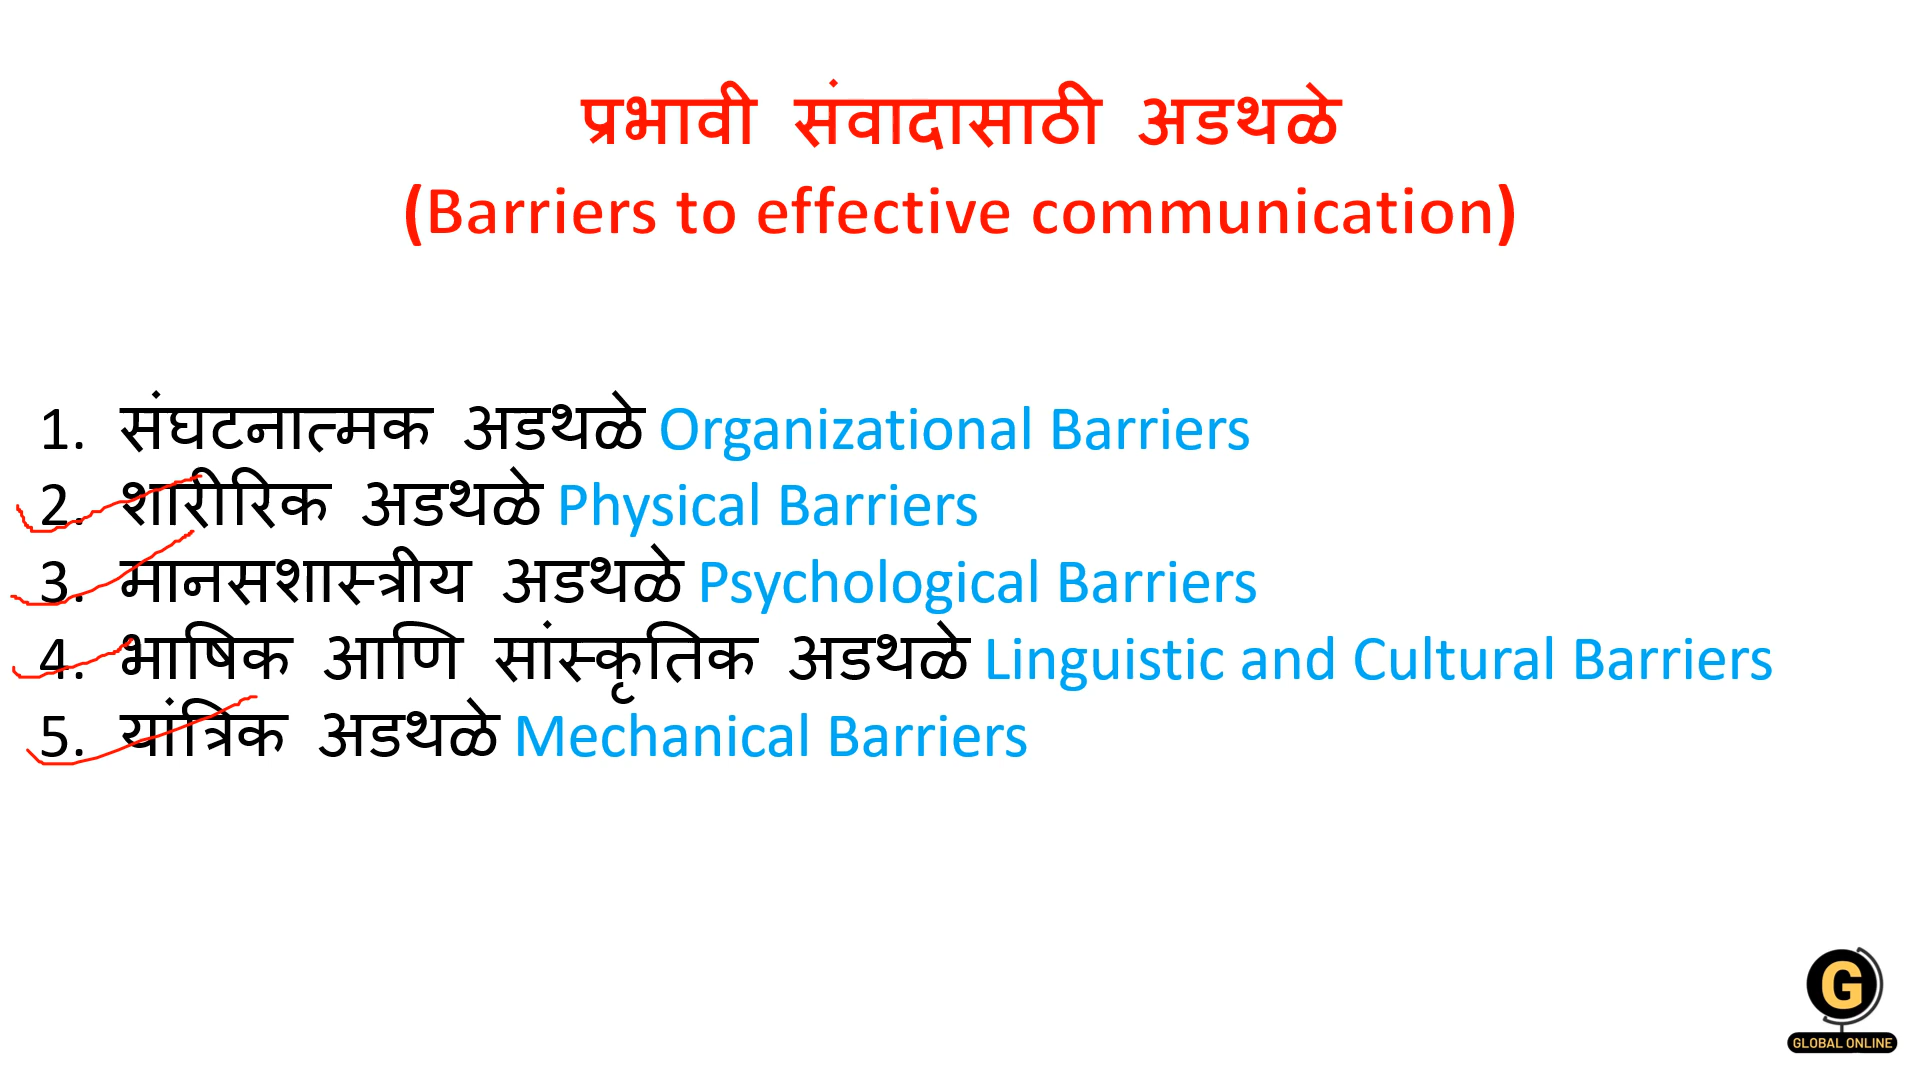 प्रभावी संवादासाठी अडथळे
(Barriers to effective communication)
1. संघटनात्मक अडथळे Organizational Barriers
2. शारीरिक अडथळे Physical Barriers
3. मानसशास्त्रीय अडथळे Psychological Barriers
4. भाषिक आणि सांस्कृतिक अडथळे Linguistic and Cultural Barriers
5. यांत्रिक अडथळे Mechanical Barriers
G
GLOBAL ONLINE